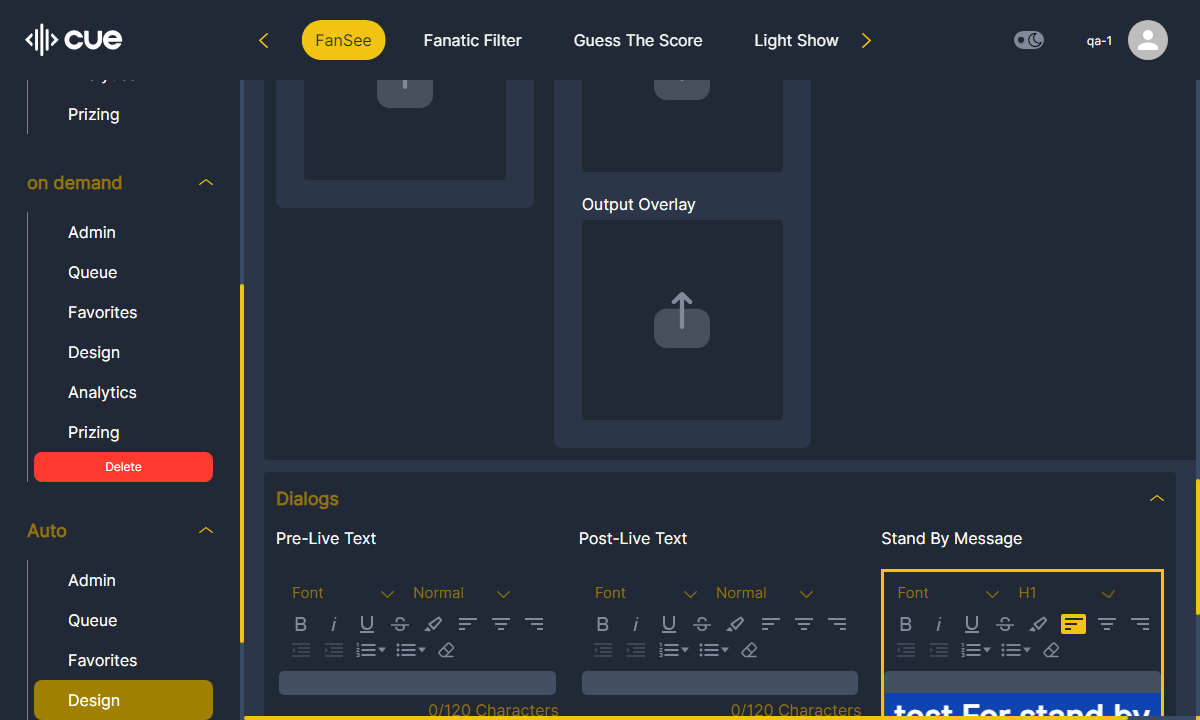 cue
FanSee
Fanatic Filter
Guess The Score
Light Show
qa-1
Prizing
on demand
Admin
Queue
Favorites
Design
Analytics
Prizing
Delete
Auto
Admin
Queue
Favorites
Design
Output Overlay
Dialogs
Pre-Live Text
Post-Live Text
Stand By Message
Font Normal
Font Normal
Font H1
0/120 Characters
0/120 Characters
test For stand by